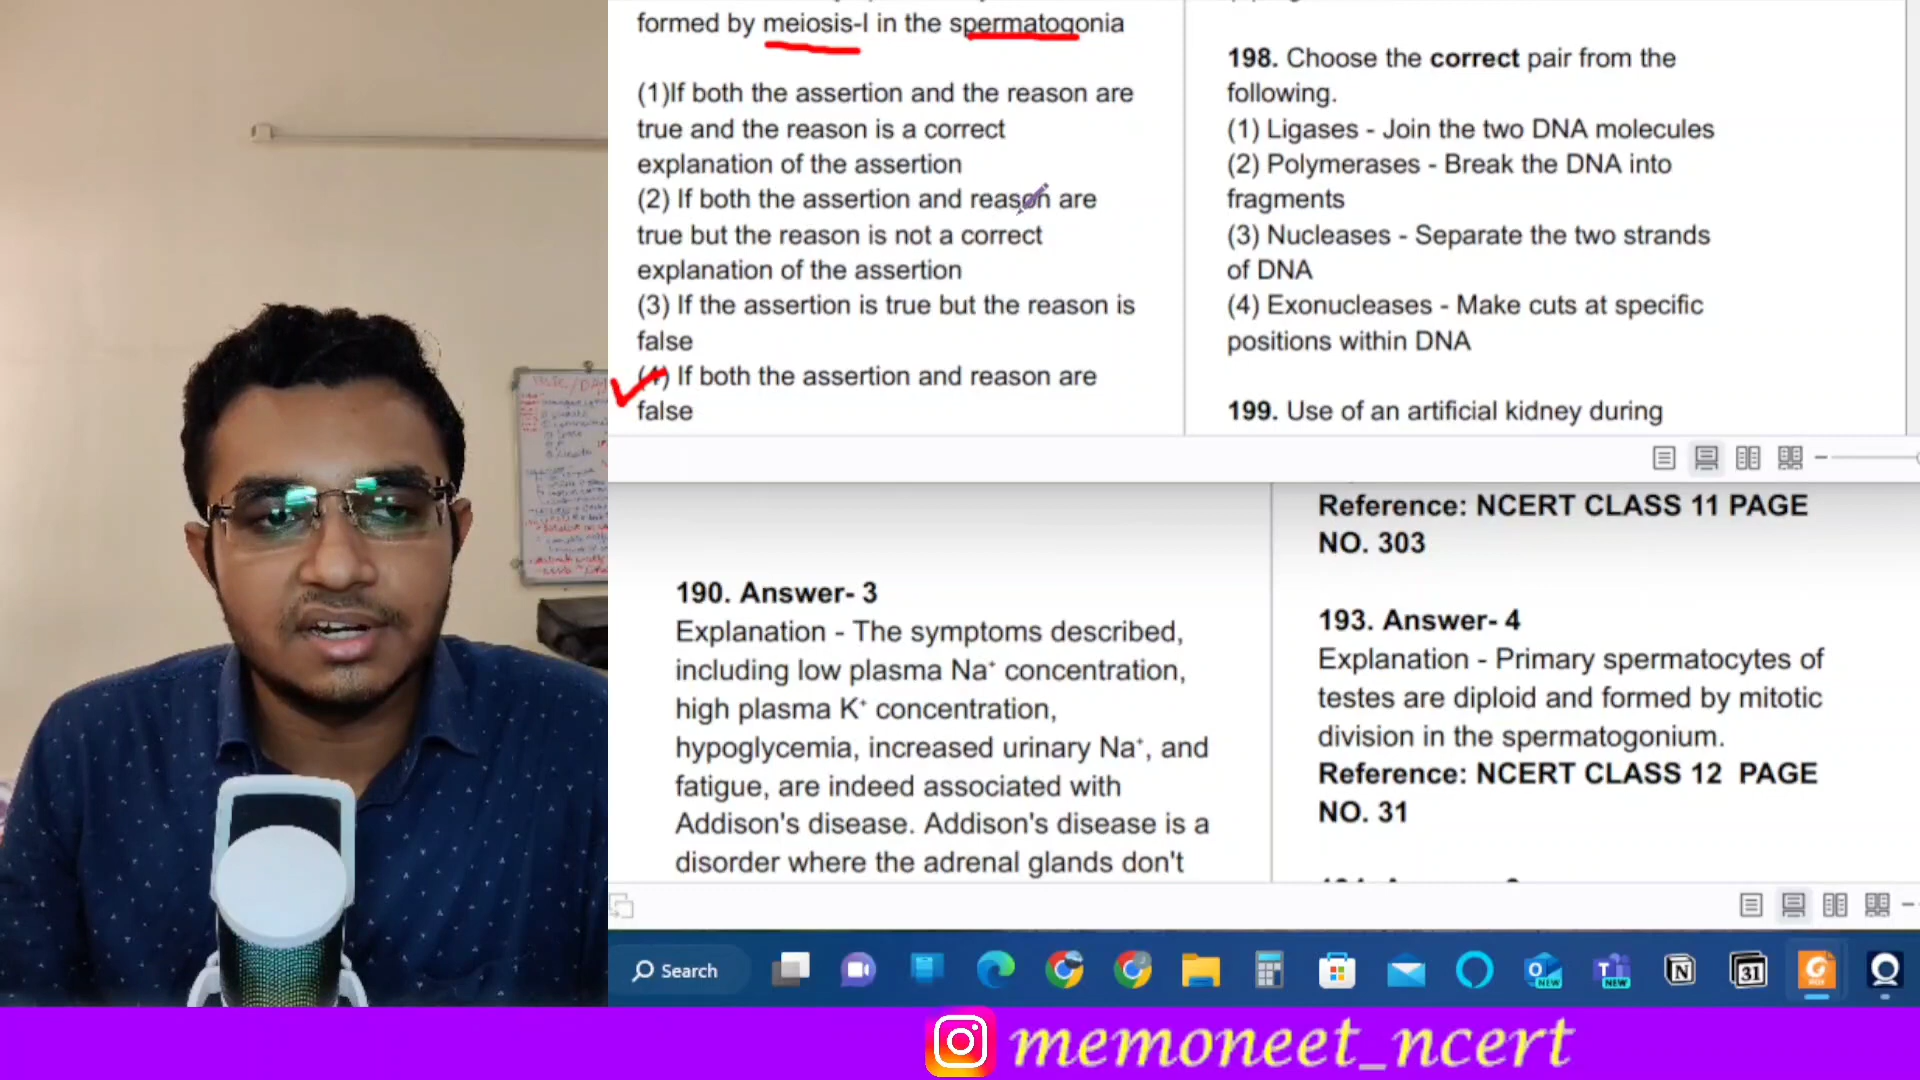 formed by meiosis-I in the spermatogonia
(1)If both the assertion and the reason are
true and the reason is a correct
explanation of the assertion
(2) If both the assertion and reason are
true but the reason is not a correct
explanation of the assertion
(3) If the assertion is true but the reason is
false
(4) If both the assertion and reason are
false
198. Choose the correct pair from the
following.
(1) Ligases - Join the two DNA molecules
(2) Polymerases - Break the DNA into
fragments
(3) Nucleases - Separate the two strands
of DNA
(4) Exonucleases - Make cuts at specific
positions within DNA
199. Use of an artificial kidney during
190. Answer- 3
Explanation - The symptoms described,
including low plasma Na⁺ concentration,
high plasma K⁺ concentration,
hypoglycemia, increased urinary Na⁺, and
fatigue, are indeed associated with
Addison's disease. Addison's disease is a
disorder where the adrenal glands don't
Reference: NCERT CLASS 11 PAGE
NO. 303
193. Answer- 4
Explanation - Primary spermatocytes of
testes are diploid and formed by mitotic
division in the spermatogonium.
Reference: NCERT CLASS 12 PAGE
NO. 31
Search
NEW
NEW
31
memoneet_ncert